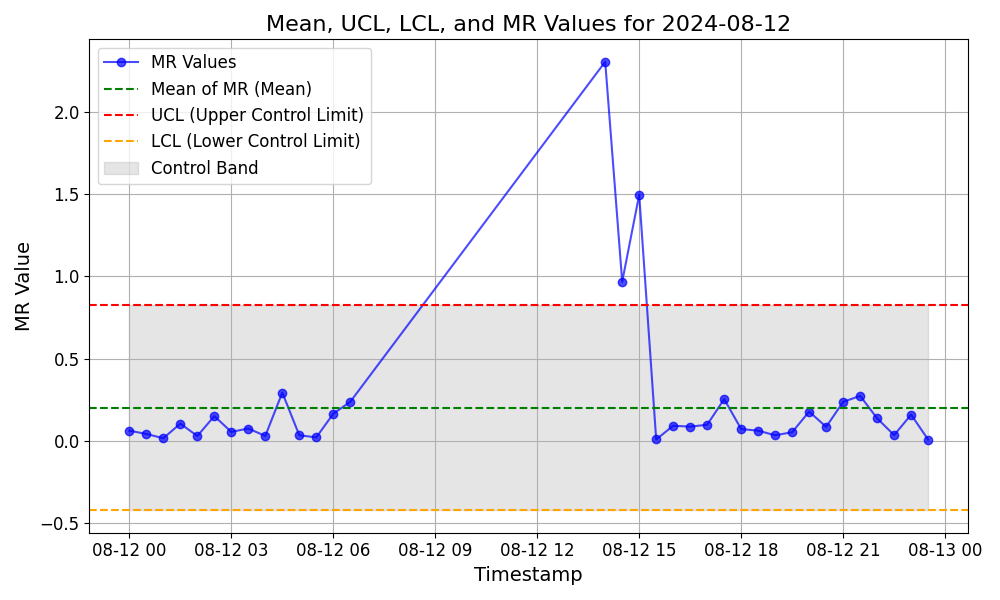 Mean, UCL, LCL, and MR Values for 2024-08-12
MR Values
Mean of MR (Mean)
UCL (Upper Control Limit)
LCL (Lower Control Limit)
Control Band
MR Value
2.0
1.5
1.0
0.5
0.0
−0.5
08-12 00 08-12 03 08-12 06 08-12 09 08-12 12 08-12 15 08-12 18 08-12 21 08-13 00
Timestamp